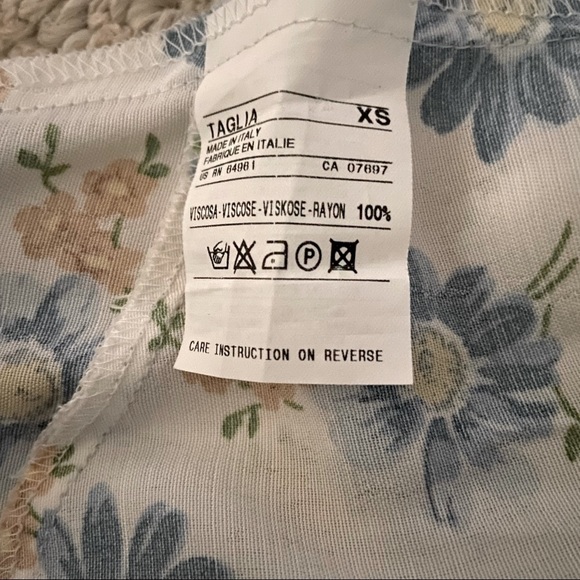 TAGLIA XS
MADE IN ITALY
FABRIQUE EN ITALIE
US RN 64961 CA 07697
VISCOSA-VISCOSE-VISKOSE-RAYON 100%
P
CARE INSTRUCTION ON REVERSE